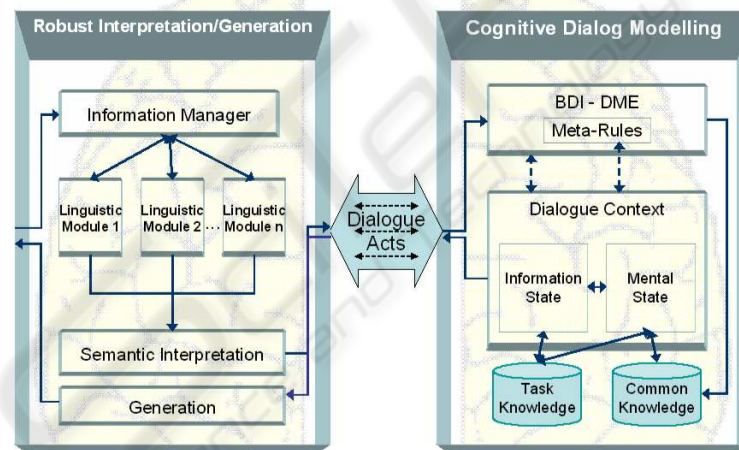 Robust Interpretation/Generation
Information Manager
Linguistic
Module 1
Linguistic
Module 2
...
Linguistic
Module n
Semantic Interpretation
Generation
Dialogue
Acts
Cognitive Dialog Modelling
BDI - DME
Meta-Rules
Dialogue Context
Information
State
Mental
State
Task
Knowledge
Common
Knowledge